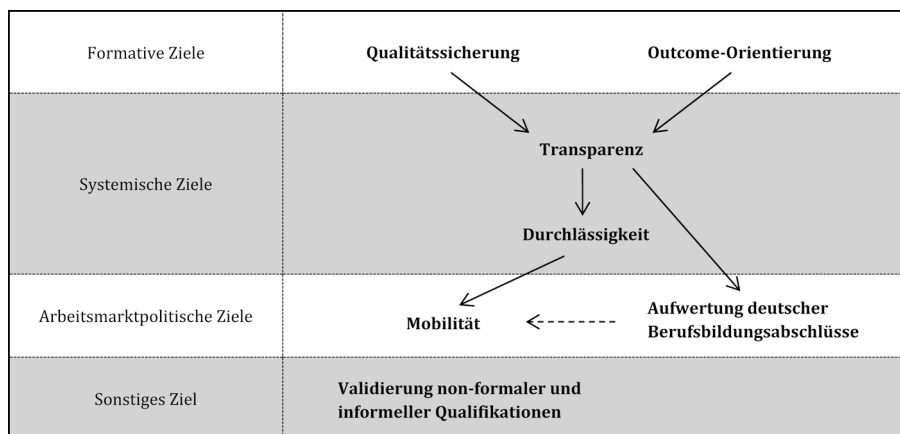 Formative Ziele
Qualitätssicherung
Outcome-Orientierung
Systemische Ziele
Transparenz
Durchlässigkeit
Arbeitsmarktpolitische Ziele
Mobilität
Aufwertung deutscher
Berufsbildungsabschlüsse
Sonstiges Ziel
Validierung non-formaler und
informeller Qualifikationen